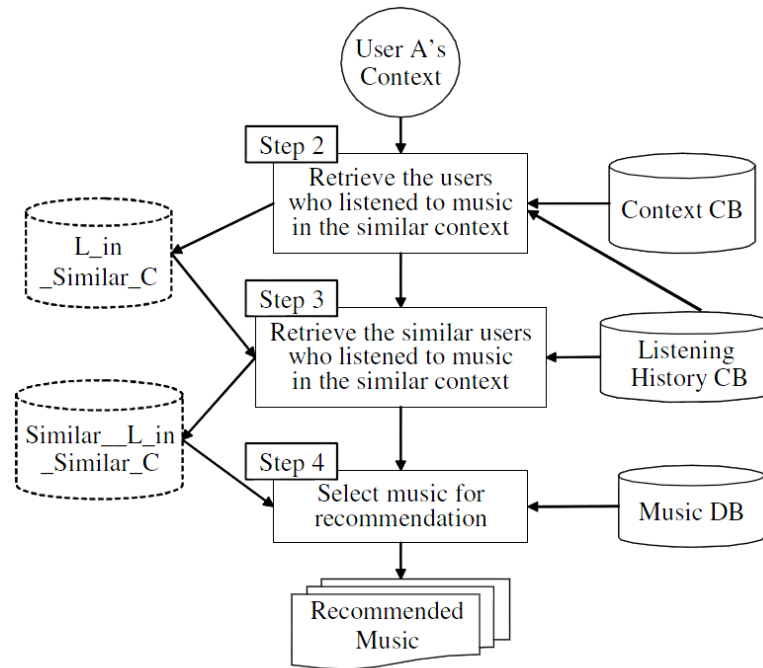 User A's
Context
Step 2
Retrieve the users
who listened to music
in the similar context
Context CB
L_in
_Similar_C
Step 3
Retrieve the similar users
who listened to music
in the similar context
Listening
History CB
Similar__L_in
_Similar_C
Step 4
Select music for
recommendation
Music DB
Recommended
Music